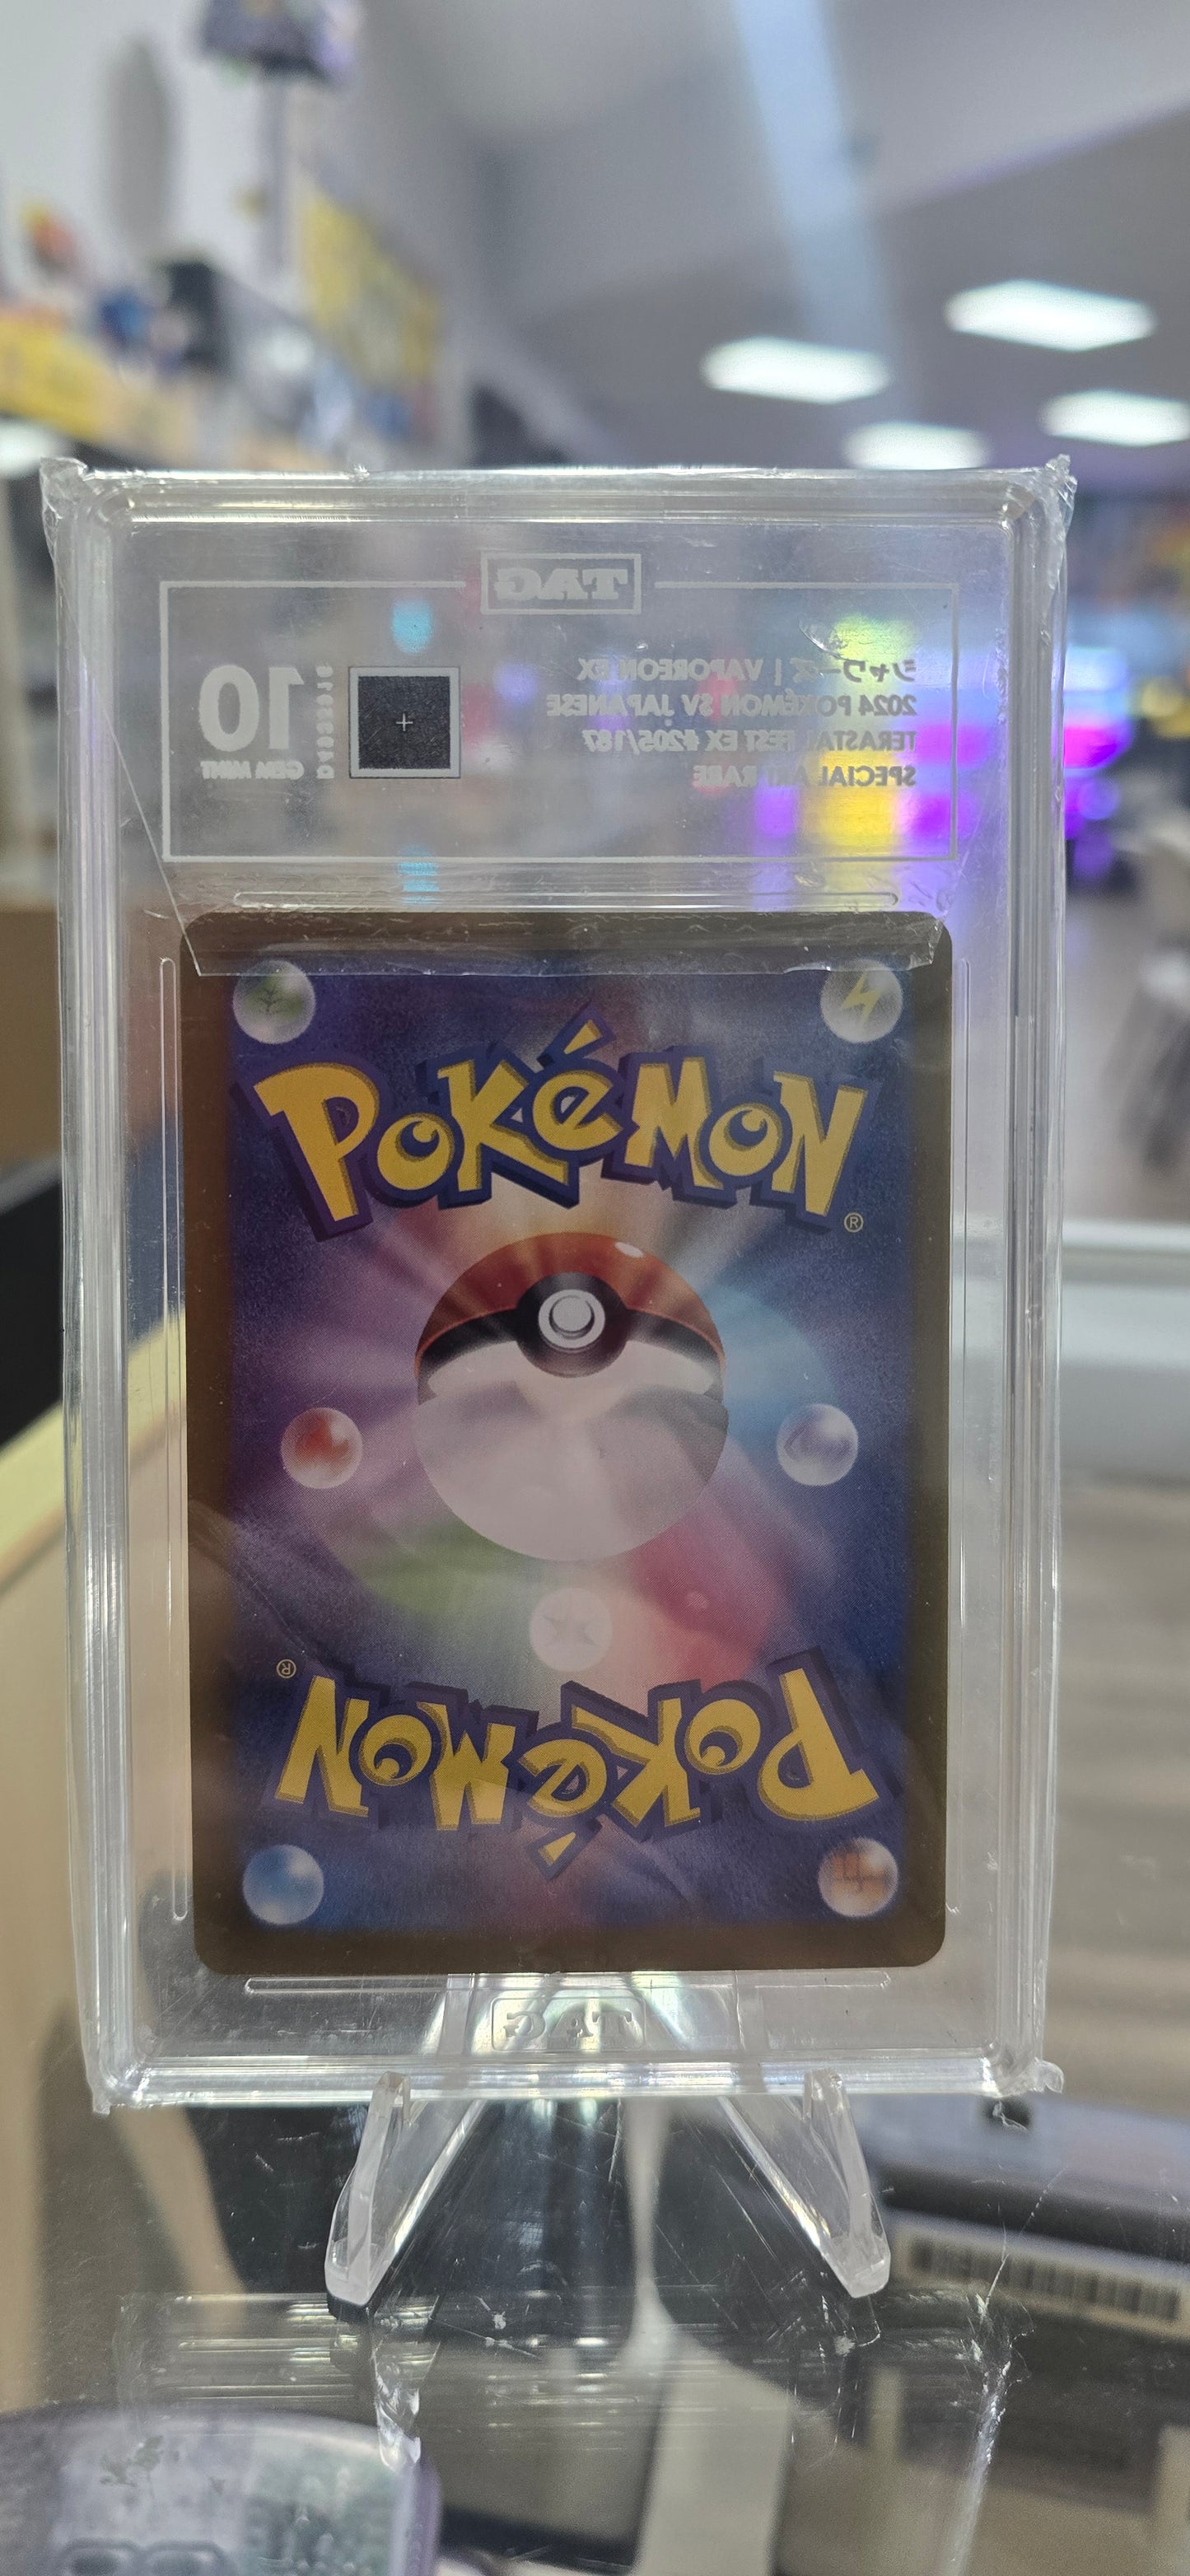 TAG
シャワーズ | VAPOREON EX
2024 POKÉMON SV JAPANESE
TERASTAL FEST EX #205/187
SPECIAL ART RARE
10
GEM MINT
POKéMON
®
®
POKéMON
TAG